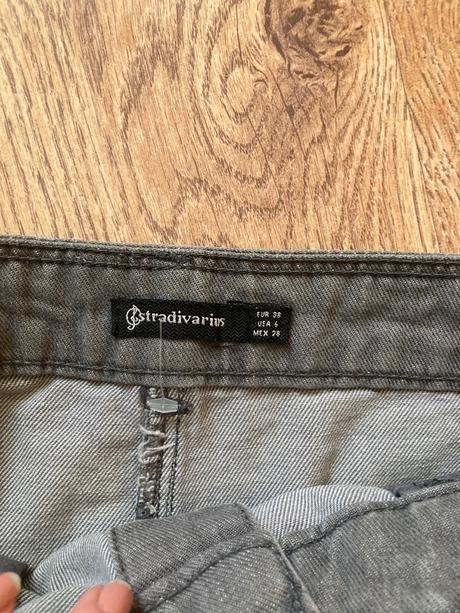 stradivarius
EUR 38
USA 6
MEX 28